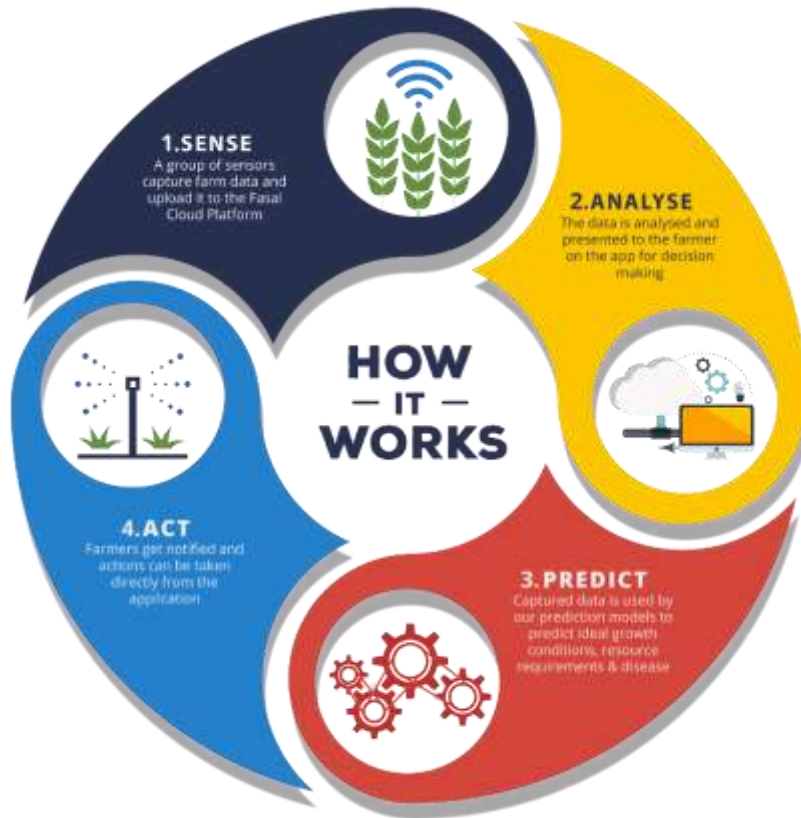 1.SENSE
A group of sensors
capture farm data and
upload it to the Fasal
Cloud Platform
2.ANALYSE
The data is analysed and
presented to the farmer
on the app for decision
making
HOW
— IT —
WORKS
3.PREDICT
Captured data is used by
our prediction models to
predict ideal growth
conditions, resource
requirements & disease
4.ACT
Farmers get notified and
actions can be taken
directly from the
application